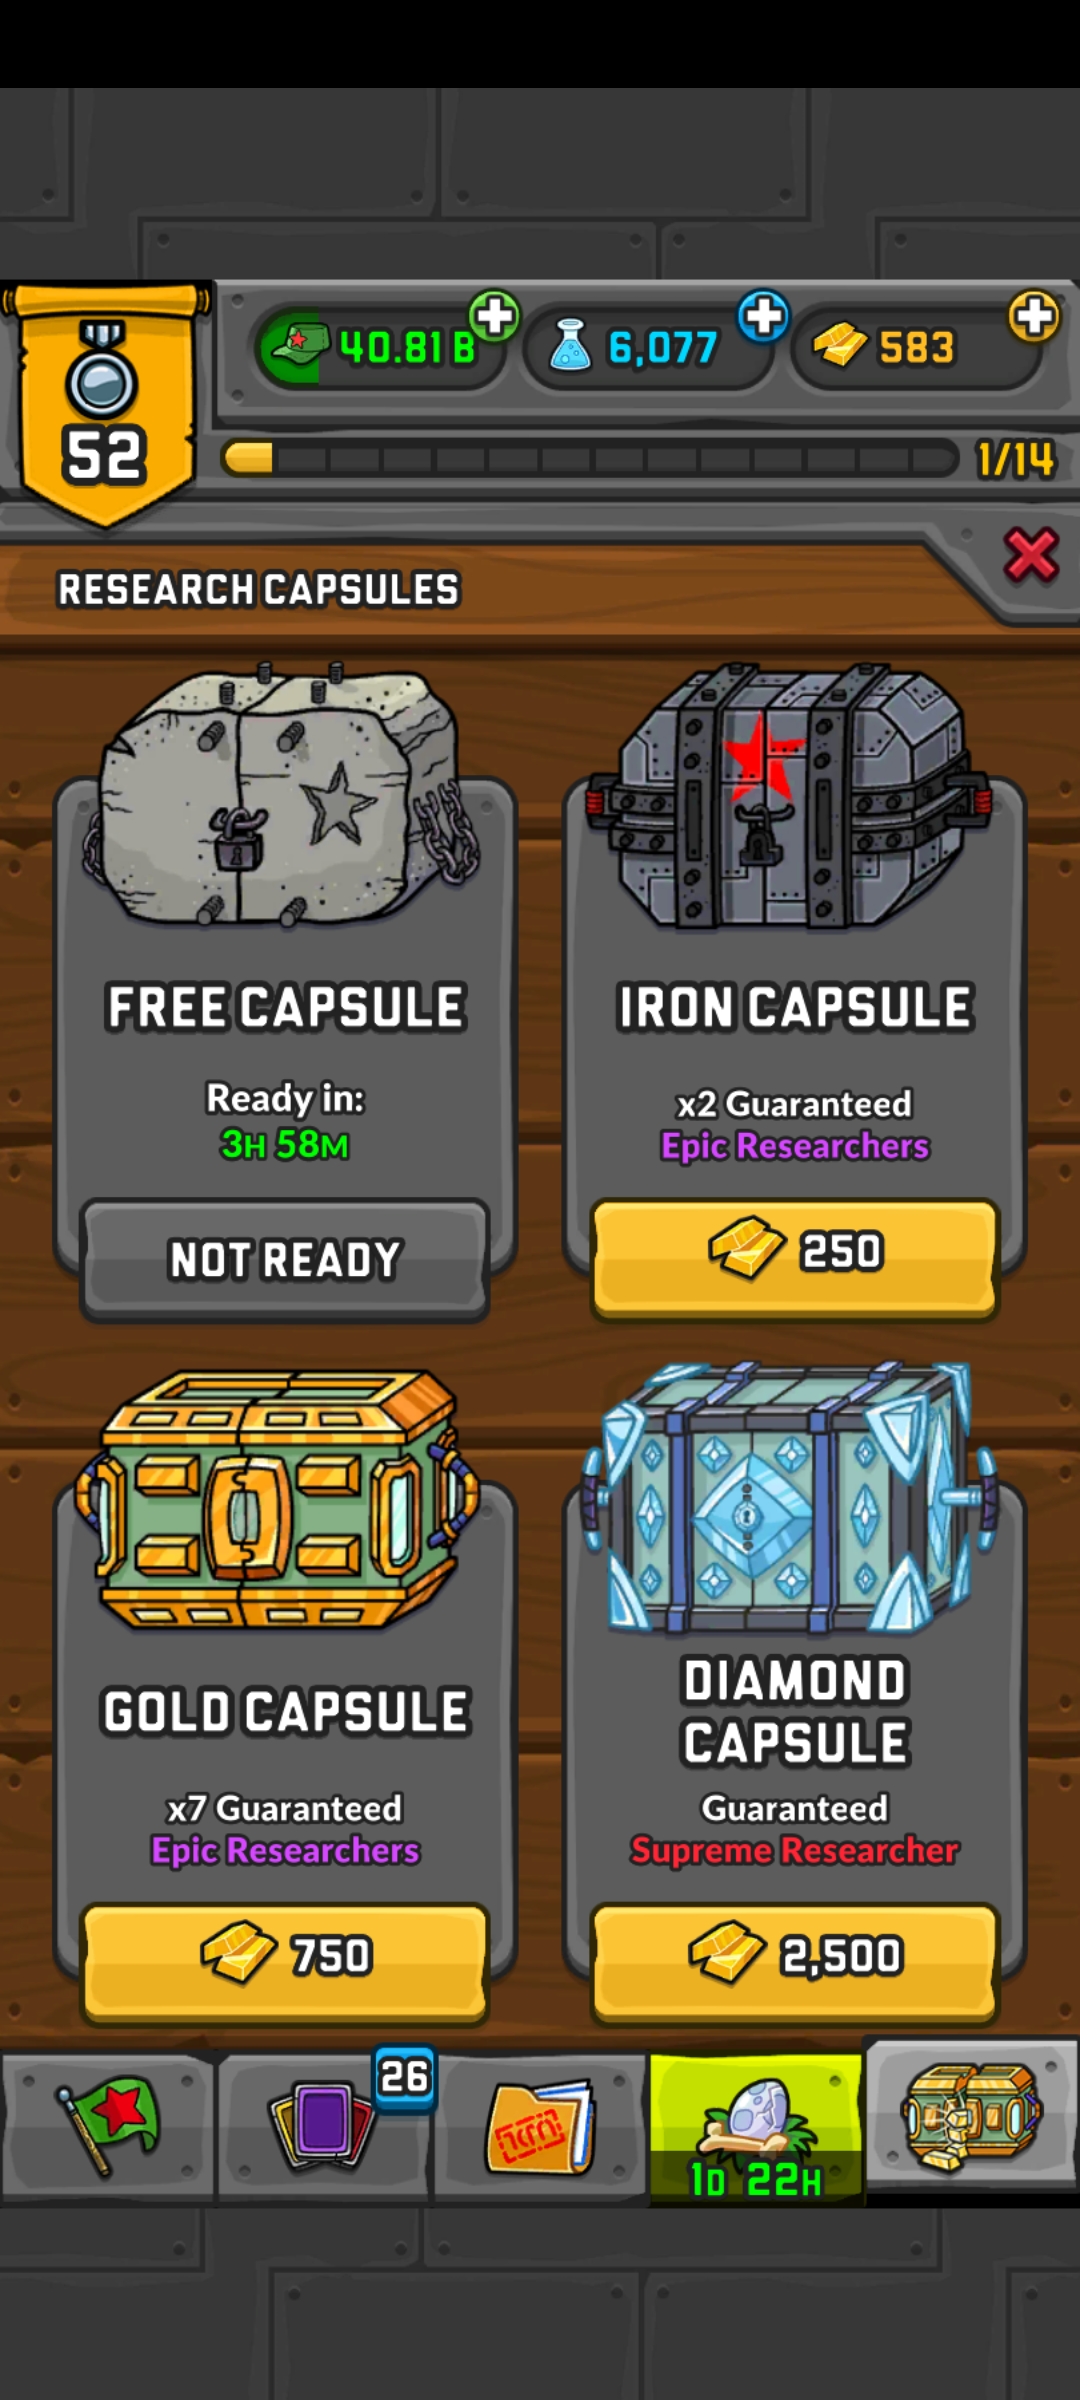 52
40.81 B
6,077
583
1/14
RESEARCH CAPSULES
FREE CAPSULE
Ready in:
3H 58M
NOT READY
IRON CAPSULE
x2 Guaranteed
Epic Researchers
250
GOLD CAPSULE
x7 Guaranteed
Epic Researchers
750
DIAMOND
CAPSULE
Guaranteed
Supreme Researcher
2,500
26
1D 22H